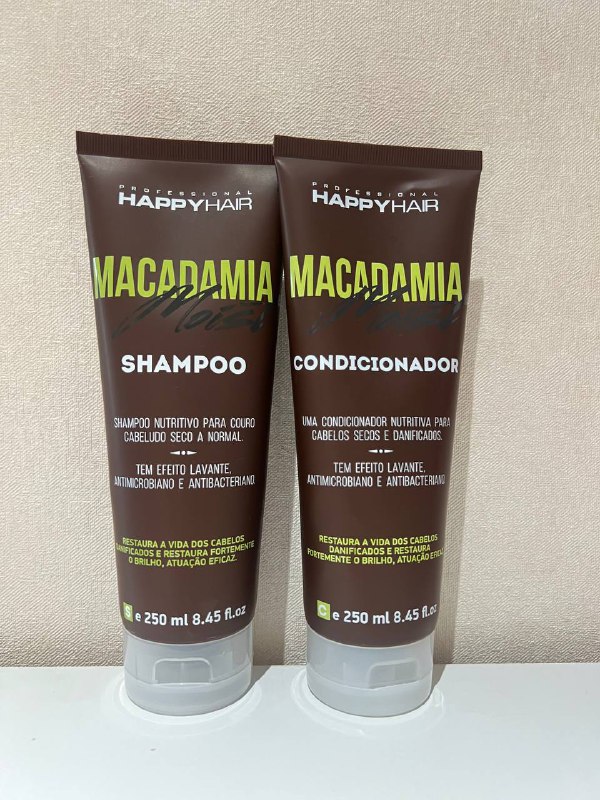 PROFESSIONAL
HAPPYHAIR
MACADAMIA
Moist
SHAMPOO
SHAMPOO NUTRITIVO PARA COURO
CABELUDO SECO A NORMAL.
TEM EFEITO LAVANTE,
ANTIMICROBIANO E ANTIBACTERIANO.
RESTAURA A VIDA DOS CABELOS
DANIFICADOS E RESTAURA FORTEMENTE
O BRILHO, ATUAÇÃO EFICAZ.
S e 250 ml 8.45 fl.oz
PROFESSIONAL
HAPPYHAIR
MACADAMIA
Moist
CONDICIONADOR
UMA CONDICIONADOR NUTRITIVA PARA
CABELOS SECOS E DANIFICADOS.
TEM EFEITO LAVANTE,
ANTIMICROBIANO E ANTIBACTERIANO.
RESTAURA A VIDA DOS CABELOS
DANIFICADOS E RESTAURA
FORTEMENTE O BRILHO, ATUAÇÃO EFICAZ.
C e 250 ml 8.45 fl.oz